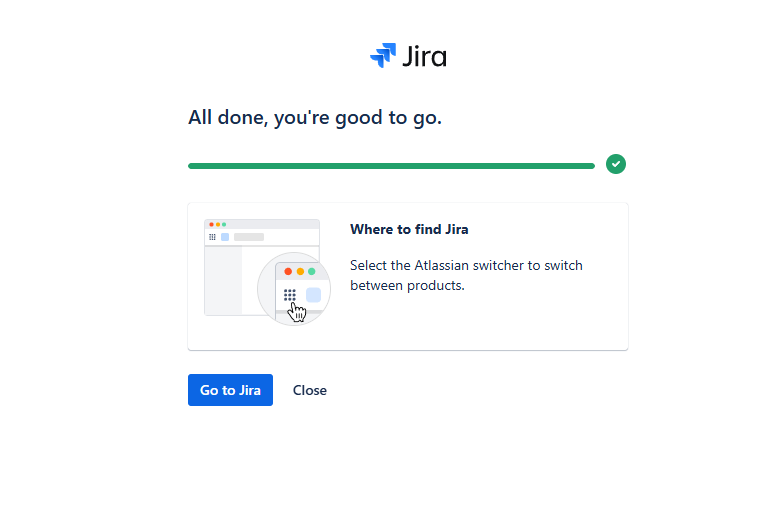 Jira
All done, you're good to go.
Where to find Jira
Select the Atlassian switcher to switch
between products.
Go to Jira
Close